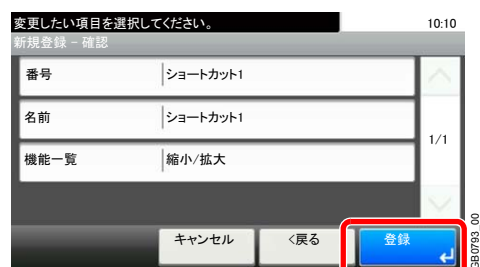 変更したい項目を選択してください。 10:10
新規登録 - 確認
番号 ショートカット1
名前 ショートカット1
1/1
機能一覧 縮小/拡大
キャンセル <戻る 登録
GB0793_00